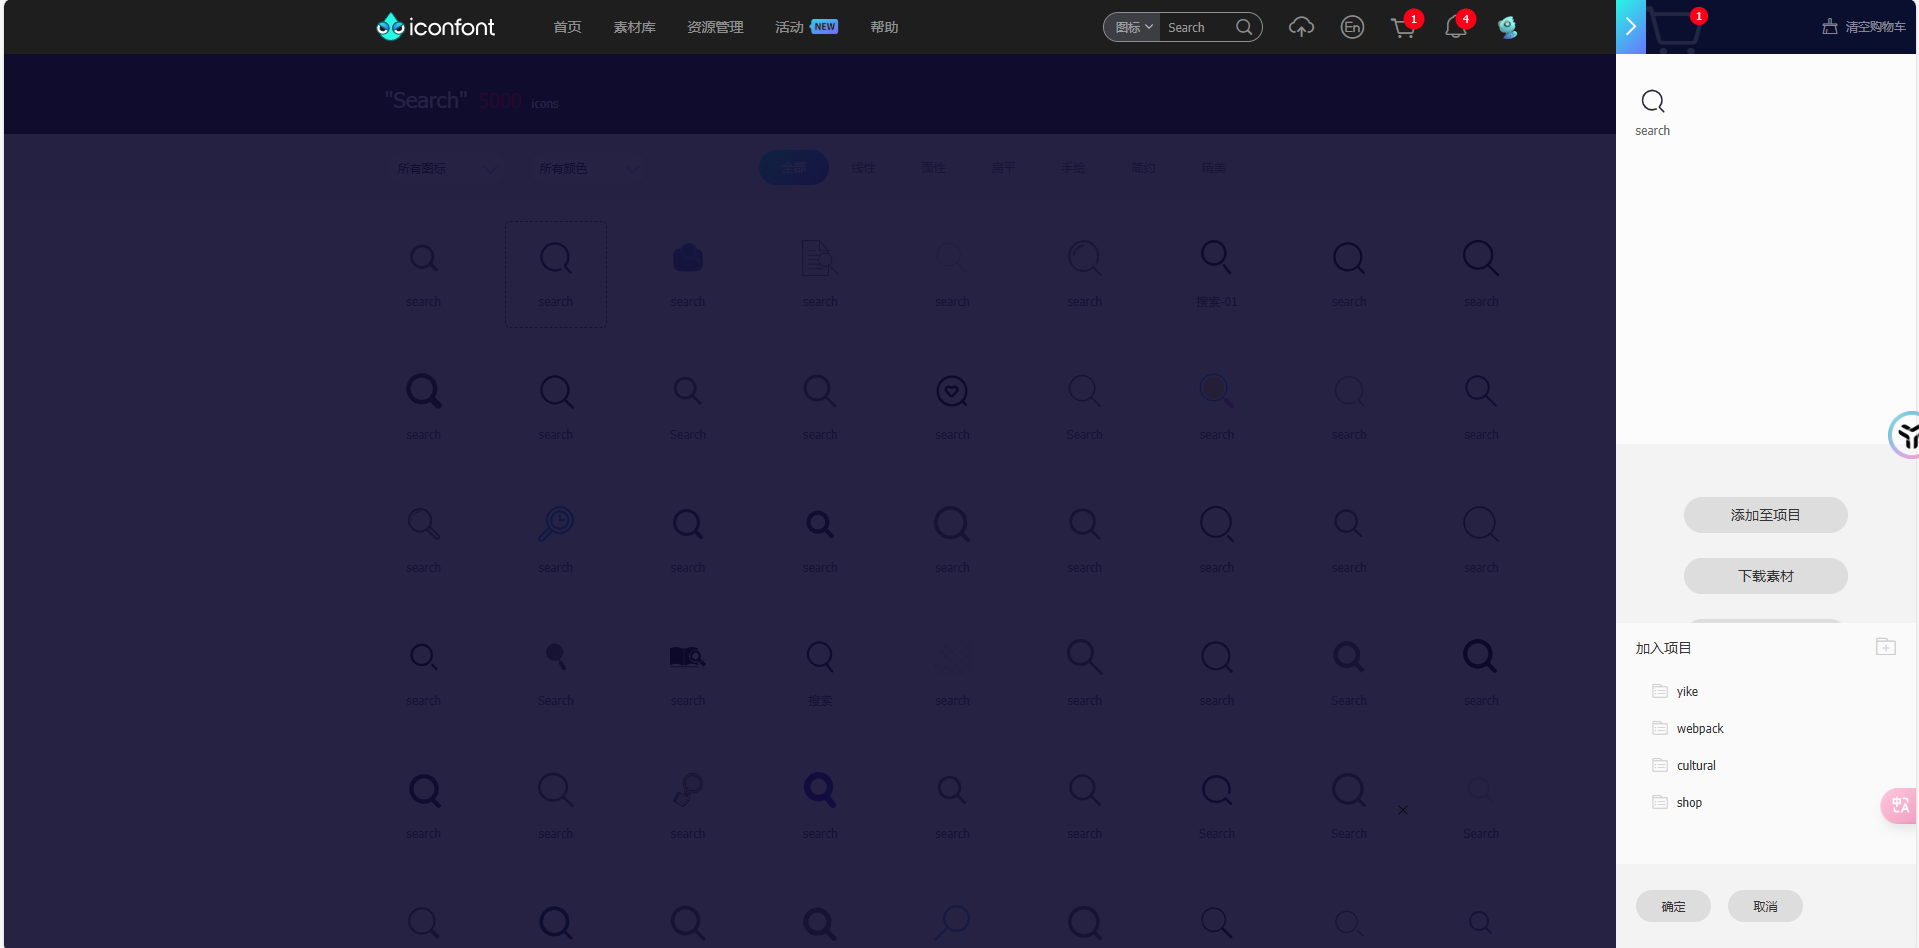 iconfont 首页 素材库 资源管理 活动 NEW 帮助 图标 Search En 1 4 1 清空购物车
"Search" 5000 icons
search
所有图标 所有颜色 全部 线性 面性 扁平 手绘 简约 精美
search search search search search search 搜索-01 search search
search search Search search search Search search search search
search search search search search search search search search
添加至项目
下载素材
search Search search 搜索 search search search Search search
加入项目
yike
webpack
cultural
shop
search search search search search search Search Search Search
确定 取消